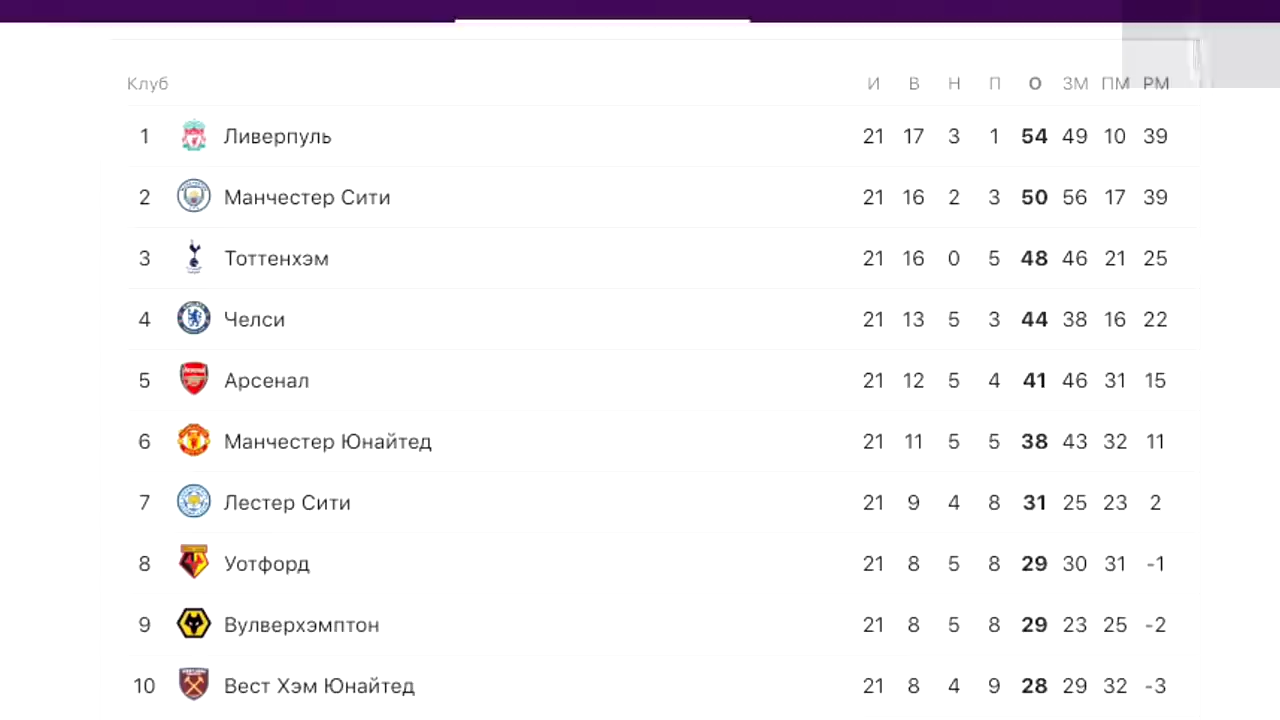 Клуб И В Н П О ЗМ ПМ РМ
1 Ливерпуль 21 17 3 1 54 49 10 39
2 Манчестер Сити 21 16 2 3 50 56 17 39
3 Тоттенхэм 21 16 0 5 48 46 21 25
4 Челси 21 13 5 3 44 38 16 22
5 Арсенал 21 12 5 4 41 46 31 15
6 Манчестер Юнайтед 21 11 5 5 38 43 32 11
7 Лестер Сити 21 9 4 8 31 25 23 2
8 Уотфорд 21 8 5 8 29 30 31 -1
9 Вулверхэмптон 21 8 5 8 29 23 25 -2
10 Вест Хэм Юнайтед 21 8 4 9 28 29 32 -3